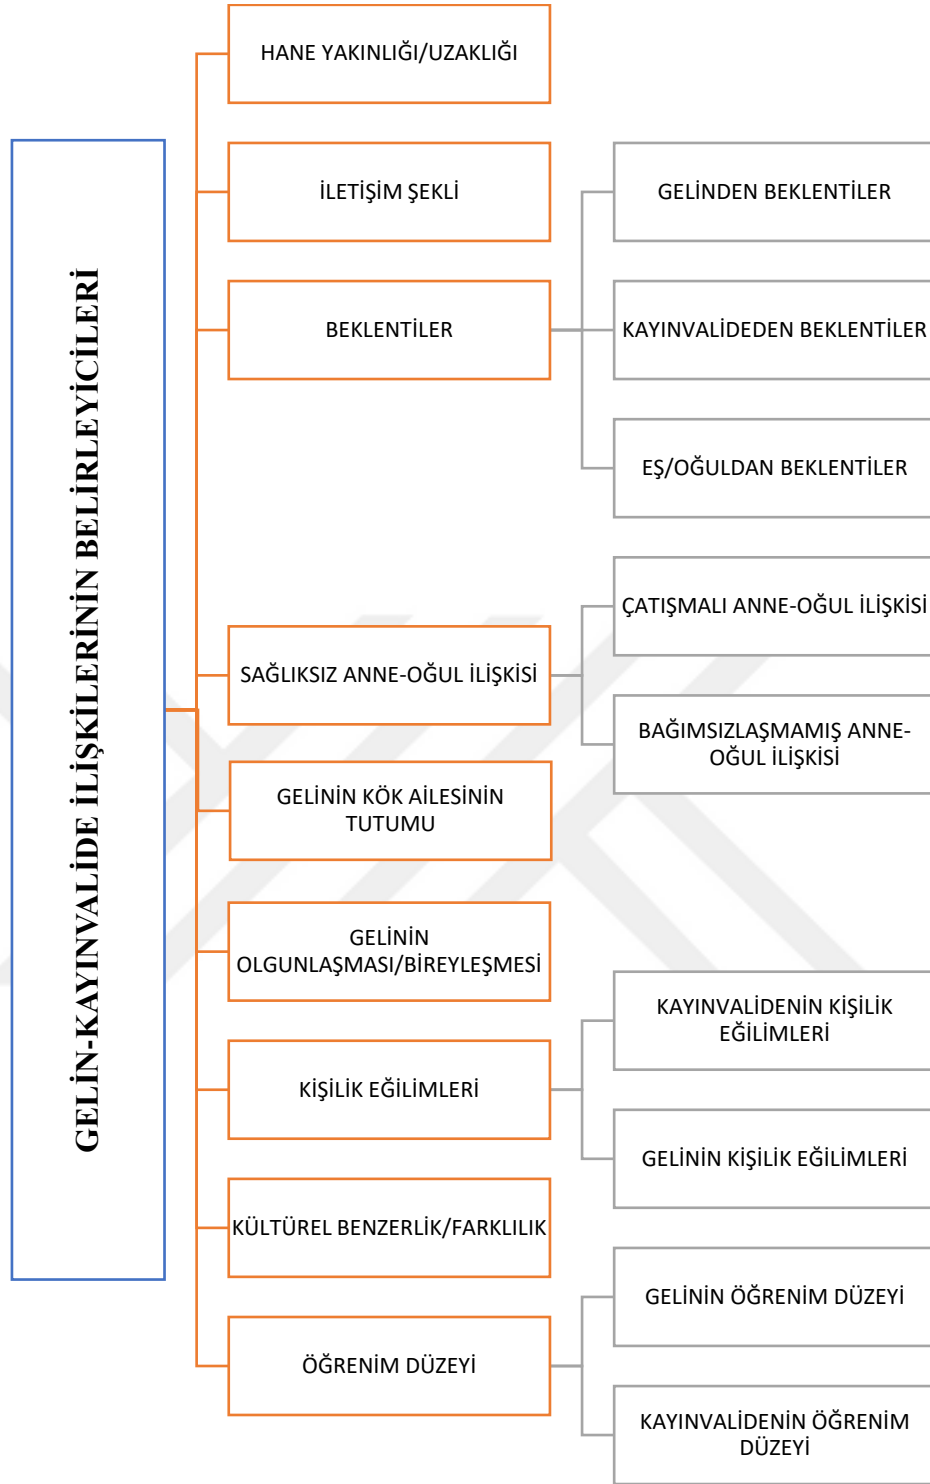 GELİN-KAYINVALİDE İLİŞKİLERİNİN BELİRLEYİCİLERİ
HANE YAKINLIĞI/UZAKLIĞI
İLETİŞİM ŞEKLİ
BEKLENTİLER
GELİNDEN BEKLENTİLER
KAYINVALİDEDEN BEKLENTİLER
EŞ/OĞULDAN BEKLENTİLER
SAĞLIKSIZ ANNE-OĞUL İLİŞKİSİ
ÇATIŞMALI ANNE-OĞUL İLİŞKİSİ
BAĞIMSIZLAŞMAMIŞ ANNE-
OĞUL İLİŞKİSİ
GELİNİN KÖK AİLESİNİN
TUTUMU
GELİNİN
OLGUNLAŞMASI/BİREYLEŞMESİ
KİŞİLİK EĞİLİMLERİ
KAYINVALİDENİN KİŞİLİK
EĞİLİMLERİ
GELİNİN KİŞİLİK EĞİLİMLERİ
KÜLTÜREL BENZERLİK/FARKLILIK
ÖĞRENİM DÜZEYİ
GELİNİN ÖĞRENİM DÜZEYİ
KAYINVALİDENİN ÖĞRENİM
DÜZEYİ